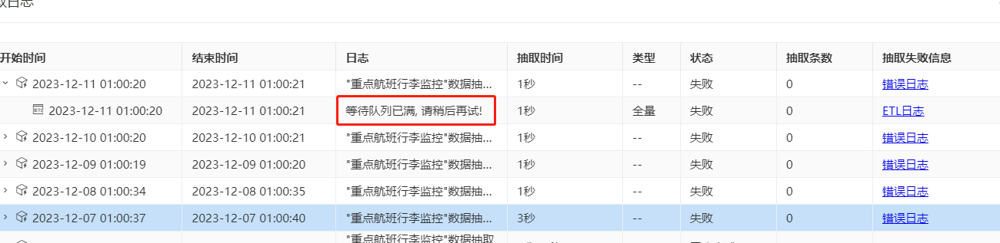 取日志
开始时间 结束时间 日志 抽取时间 类型 状态 抽取条数 抽取失败信息
2023-12-11 01:00:20 2023-12-11 01:00:21 "重点航班行李监控"数据抽... 1秒 -- 失败 0 错误日志
ETL 2023-12-11 01:00:20 2023-12-11 01:00:21 等待队列已满, 请稍后再试! 1秒 全量 失败 0 ETL日志
2023-12-10 01:00:20 2023-12-10 01:00:21 "重点航班行李监控"数据抽... 1秒 -- 失败 0 错误日志
2023-12-09 01:00:19 2023-12-09 01:00:20 "重点航班行李监控"数据抽... 1秒 -- 失败 0 错误日志
2023-12-08 01:00:34 2023-12-08 01:00:35 "重点航班行李监控"数据抽... 1秒 -- 失败 0 错误日志
2023-12-07 01:00:37 2023-12-07 01:00:40 "重点航班行李监控"数据抽... 3秒 -- 失败 0 错误日志
"重点航班行李监控"数据抽取